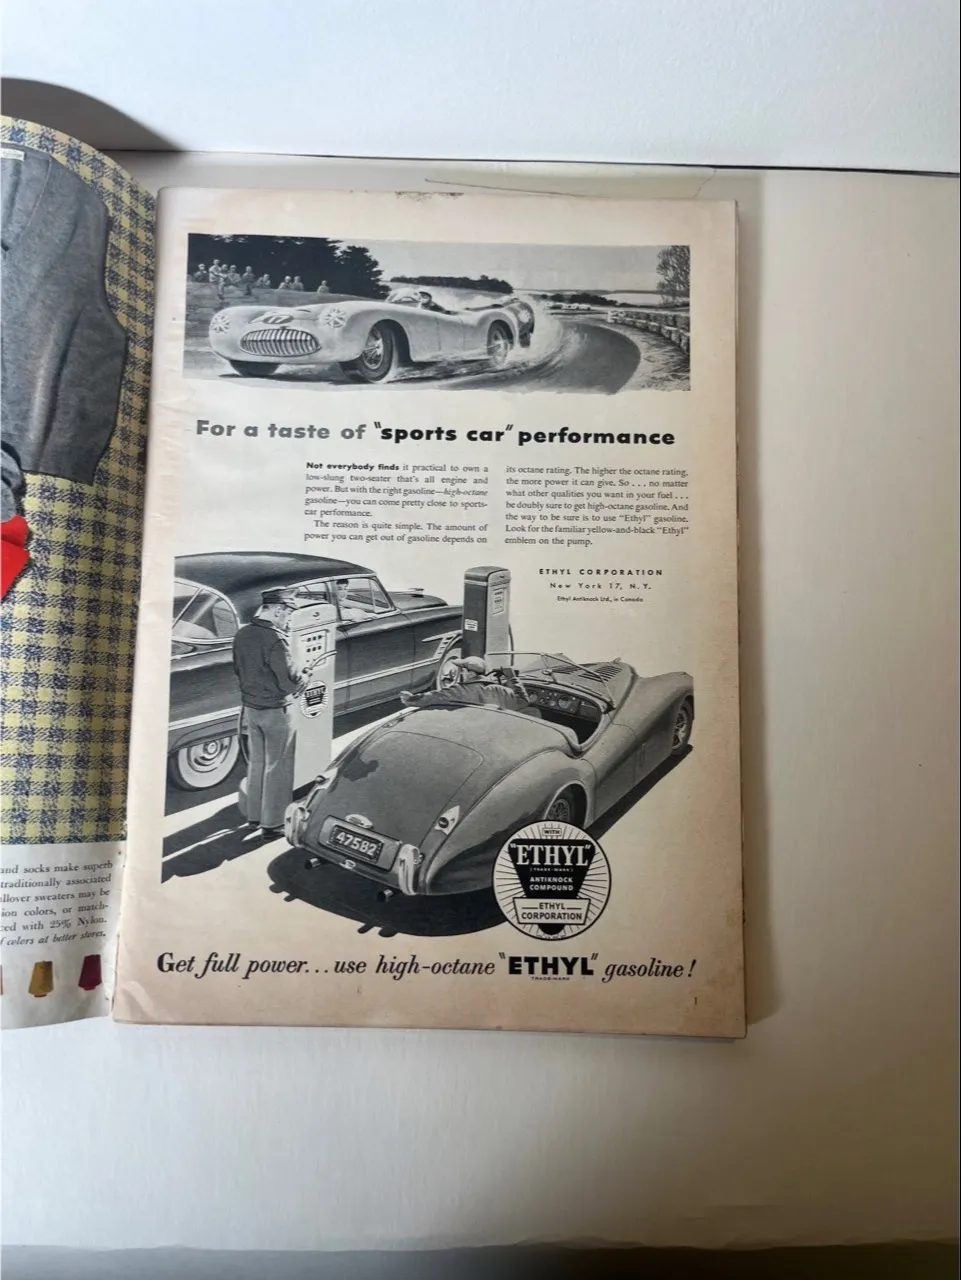 and socks make superb
traditionally associated
llover sweaters may be
ion colors, or match-
ced with 25% Nylon.
f colors at better stores.
17
For a taste of "sports car" performance
Not everybody finds it practical to own a
low-slung two-seater that's all engine and
power. But with the right gasoline—high-octane
gasoline—you can come pretty close to sports-
car performance.
The reason is quite simple. The amount of
power you can get out of gasoline depends on
its octane rating. The higher the octane rating,
the more power it can give. So . . . no matter
what other qualities you want in your fuel . . .
be doubly sure to get high-octane gasoline. And
the way to be sure is to use "Ethyl" gasoline.
Look for the familiar yellow-and-black "Ethyl"
emblem on the pump.
ETHYL CORPORATION
New York 17, N. Y.
Ethyl Antiknock Ltd., in Canada
ETHYL
47582
WITH
"ETHYL"
TRADE-MARK
ANTIKNOCK
COMPOUND
ETHYL
CORPORATION
Get full power... use high-octane "ETHYL" gasoline!
TRADE-MARK
1